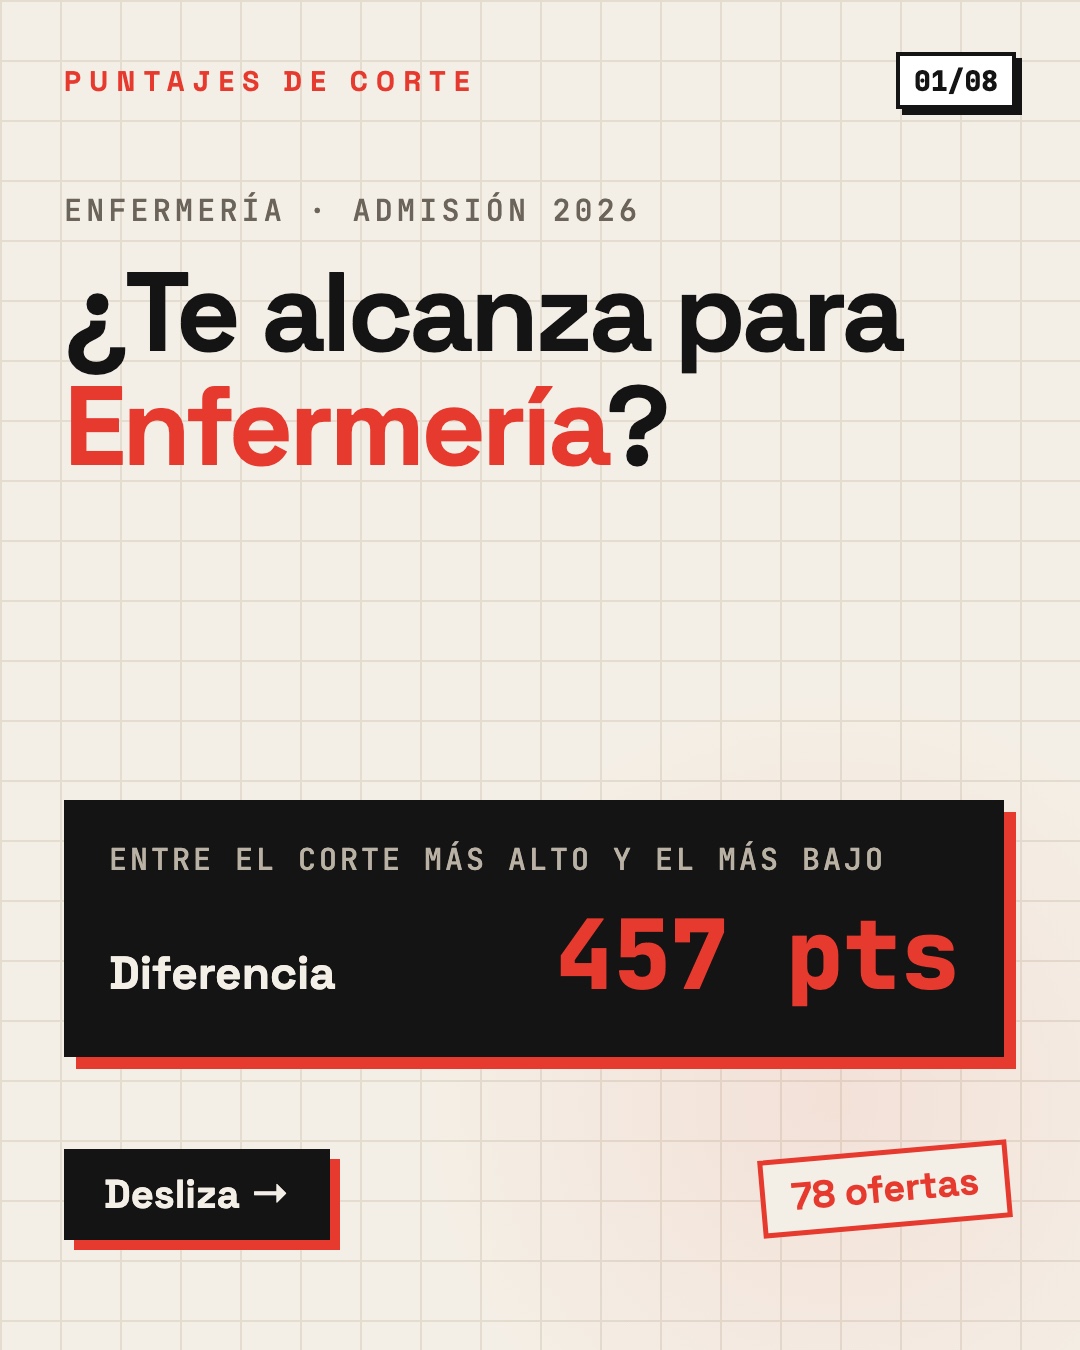 PUNTAJES DE CORTE
01/08
ENFERMERÍA · ADMISIÓN 2026
¿Te alcanza para
Enfermería?
ENTRE EL CORTE MÁS ALTO Y EL MÁS BAJO
Diferencia 457 pts
Desliza →
78 ofertas